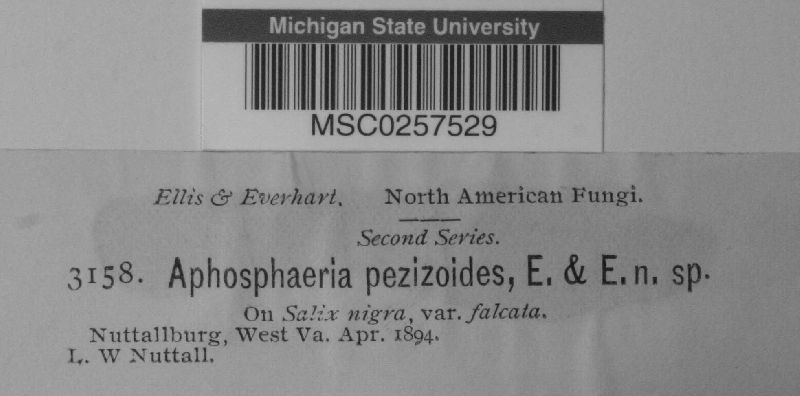 Michigan State University
MSC0257529
Ellis & Everhart. North American Fungi.
Second Series.
3158. Aphosphaeria pezizoides, E. & E. n. sp.
On Salix nigra, var. falcata.
Nuttallburg, West Va. Apr. 1894.
L. W Nuttall.